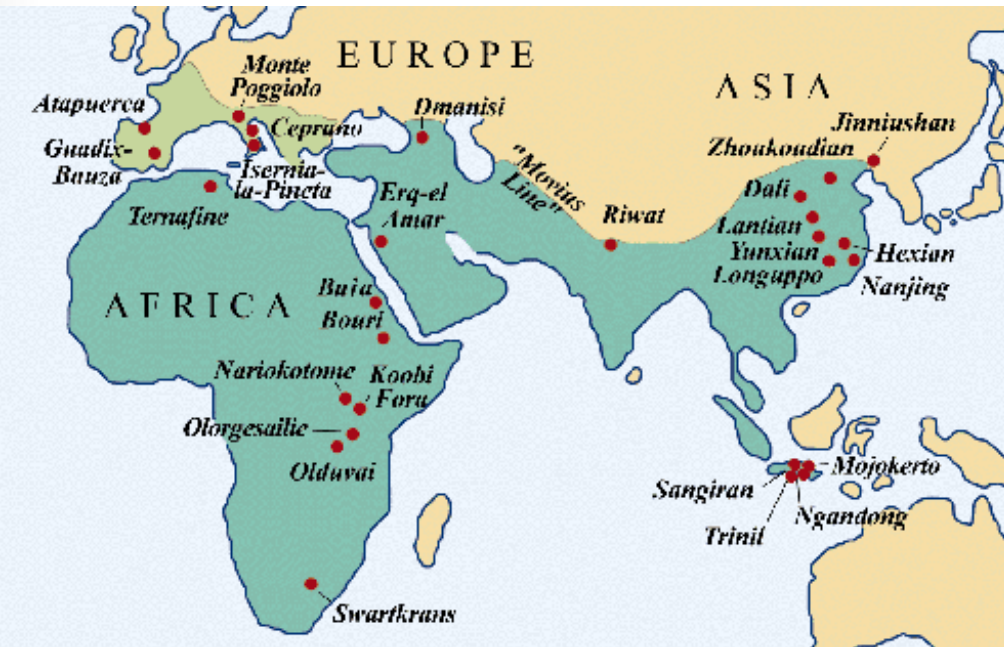 EUROPE
ASIA
AFRICA
Atapuerca
Guadix-
Bauza
Monte
Poggiolo
Ceprano
Isernia-
la-Pineta
Ternafine
Dmanisi
Erq-el
Amar
"Movius
Line"
Riwat
Jinniushan
Zhoukoudian
Dali
Lantian
Yunxian
Longuppo
Hexian
Nanjing
Buia
Bouri
Nariokotome
Koobi
Fora
Olorgesailie
Olduvai
Swartkrans
Sangiran
Trinil
Mojokerto
Ngandong